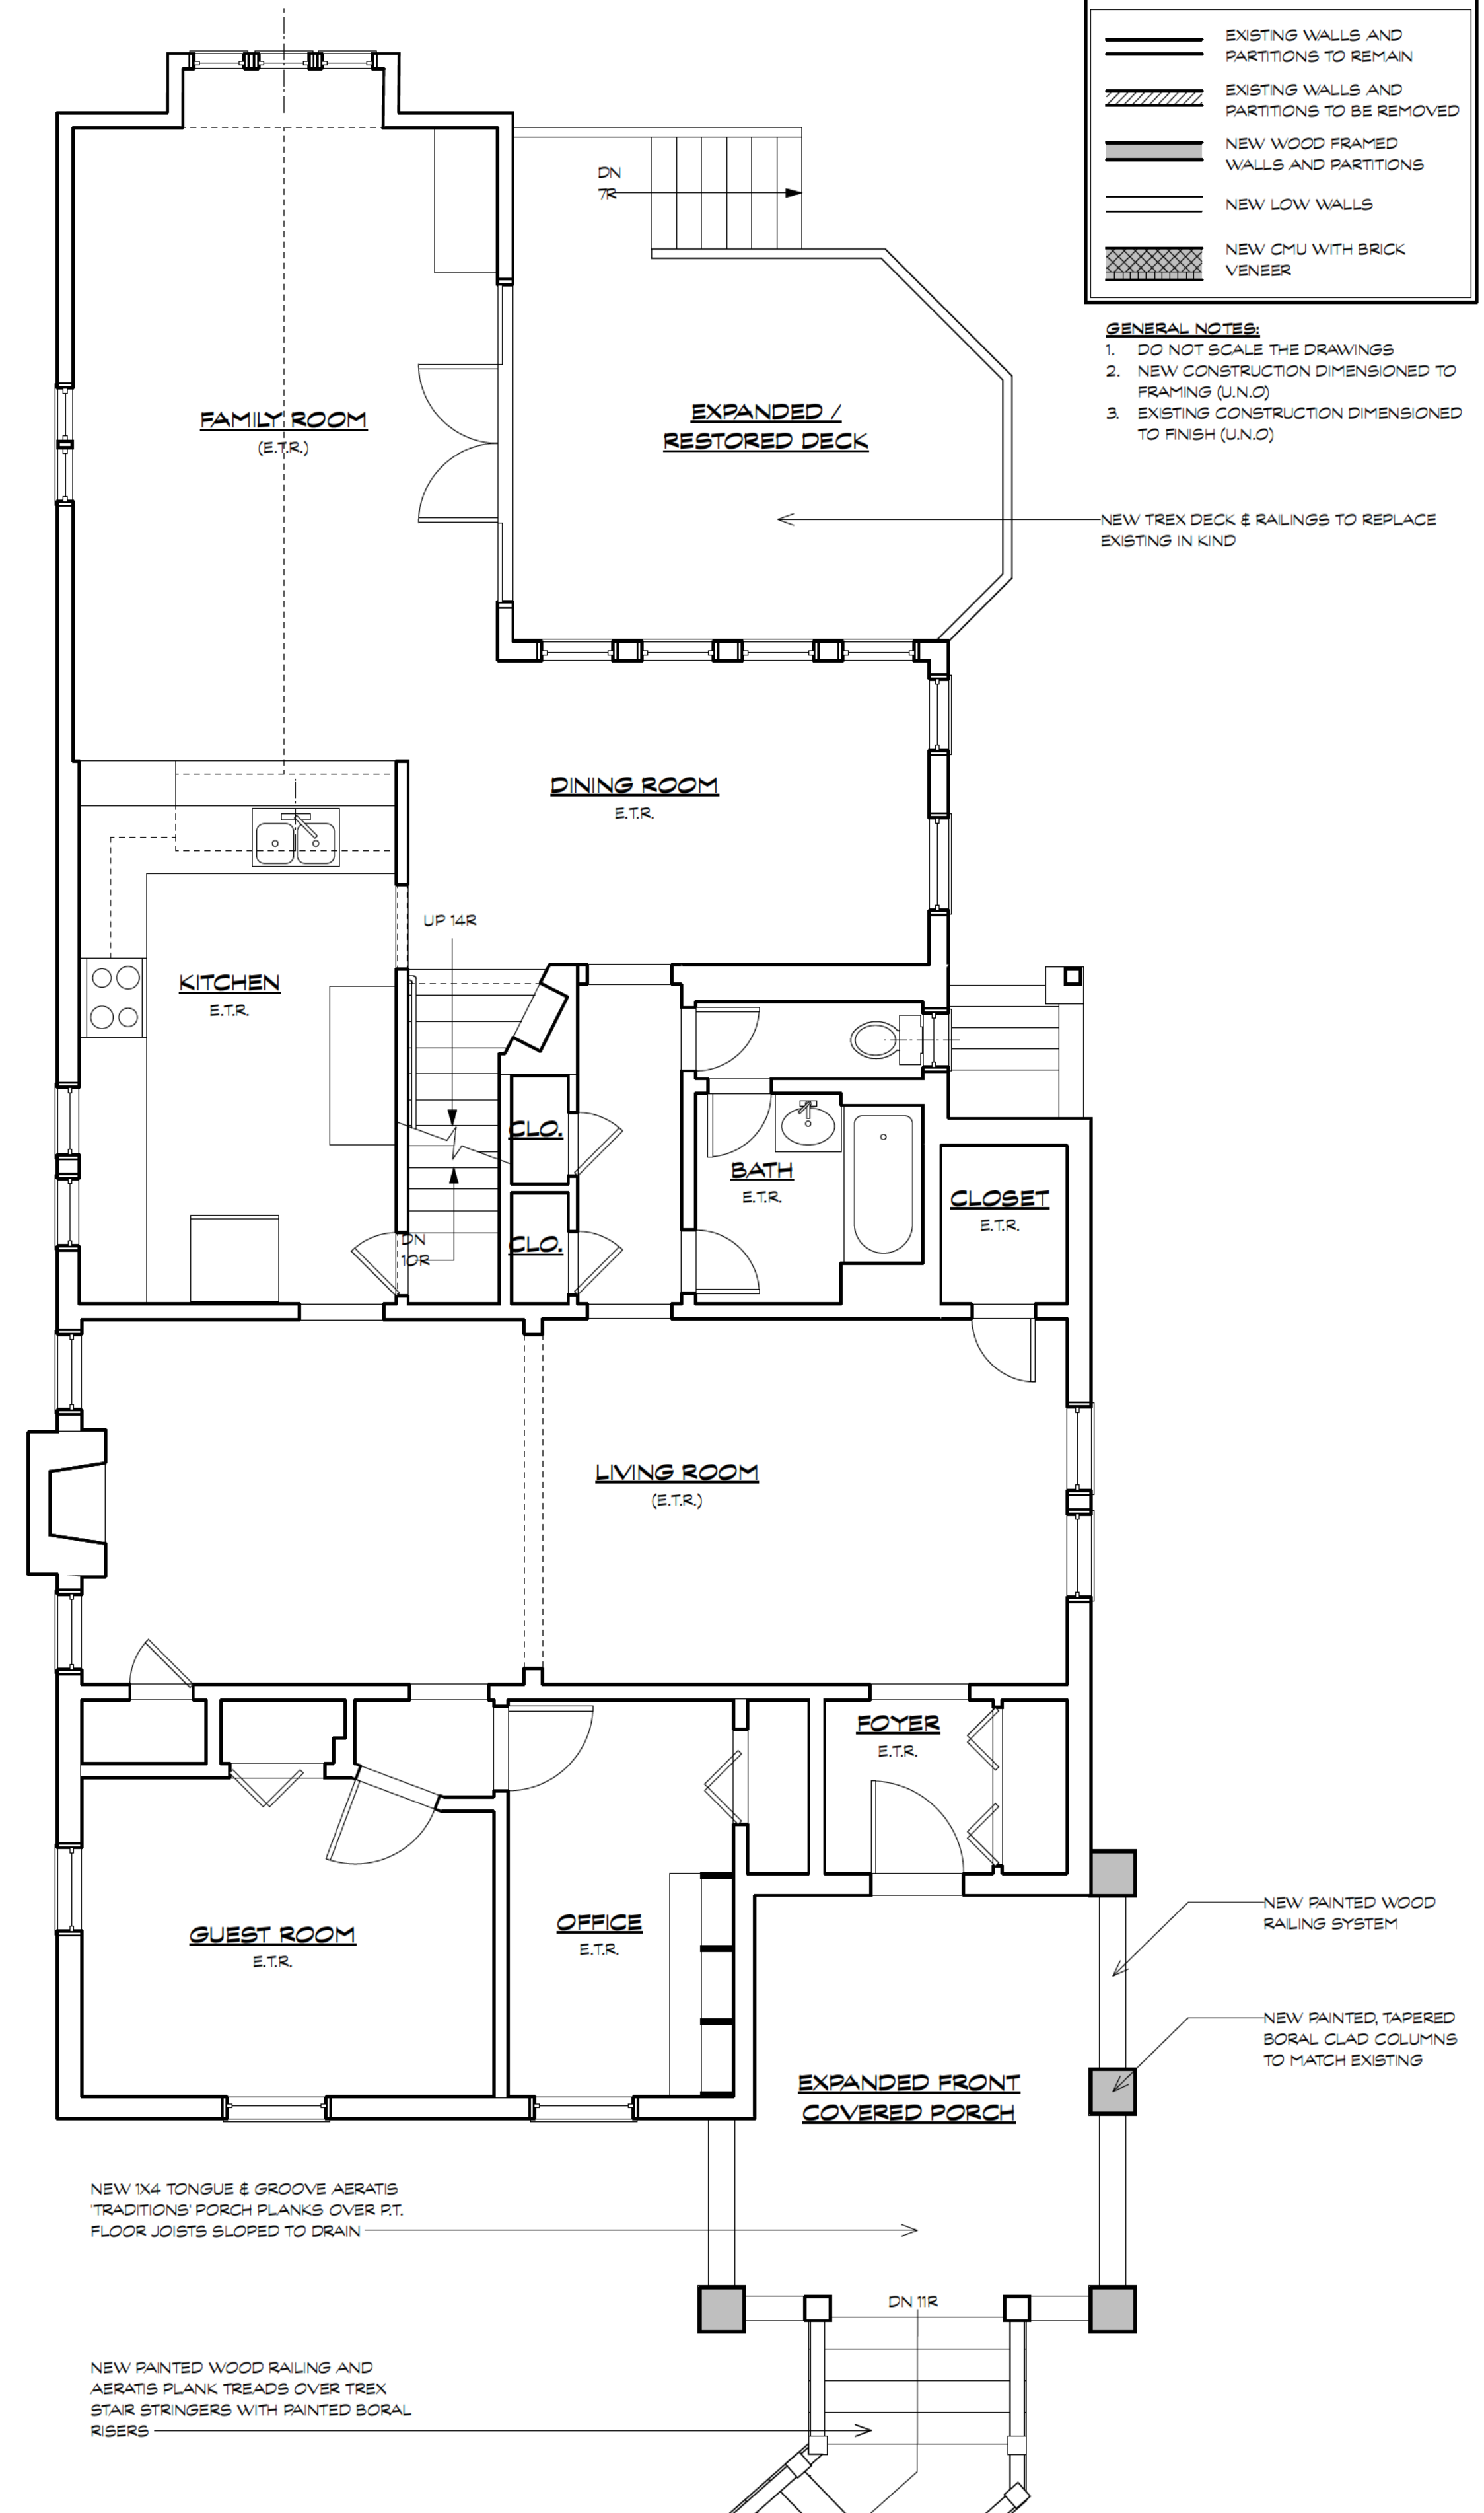 EXISTING WALLS AND
PARTITIONS TO REMAIN
EXISTING WALLS AND
PARTITIONS TO BE REMOVED
NEW WOOD FRAMED
WALLS AND PARTITIONS
NEW LOW WALLS
NEW CMU WITH BRICK
VENEER
GENERAL NOTES:
1. DO NOT SCALE THE DRAWINGS
2. NEW CONSTRUCTION DIMENSIONED TO
FRAMING (U.N.O)
3. EXISTING CONSTRUCTION DIMENSIONED
TO FINISH (U.N.O)
DN
7R
FAMILY ROOM
(E.T.R.)
EXPANDED /
RESTORED DECK
NEW TREX DECK & RAILINGS TO REPLACE
EXISTING IN KIND
DINING ROOM
E.T.R.
UP 14R
KITCHEN
E.T.R.
CLO.
BATH
E.T.R.
CLOSET
E.T.R.
DN
10R
CLO.
LIVING ROOM
(E.T.R.)
FOYER
E.T.R.
GUEST ROOM
E.T.R.
OFFICE
E.T.R.
NEW PAINTED WOOD
RAILING SYSTEM
NEW PAINTED, TAPERED
BORAL CLAD COLUMNS
TO MATCH EXISTING
EXPANDED FRONT
COVERED PORCH
NEW 1X4 TONGUE & GROOVE AERATIS
'TRADITIONS' PORCH PLANKS OVER P.T.
FLOOR JOISTS SLOPED TO DRAIN
DN 11R
NEW PAINTED WOOD RAILING AND
AERATIS PLANK TREADS OVER TREX
STAIR STRINGERS WITH PAINTED BORAL
RISERS